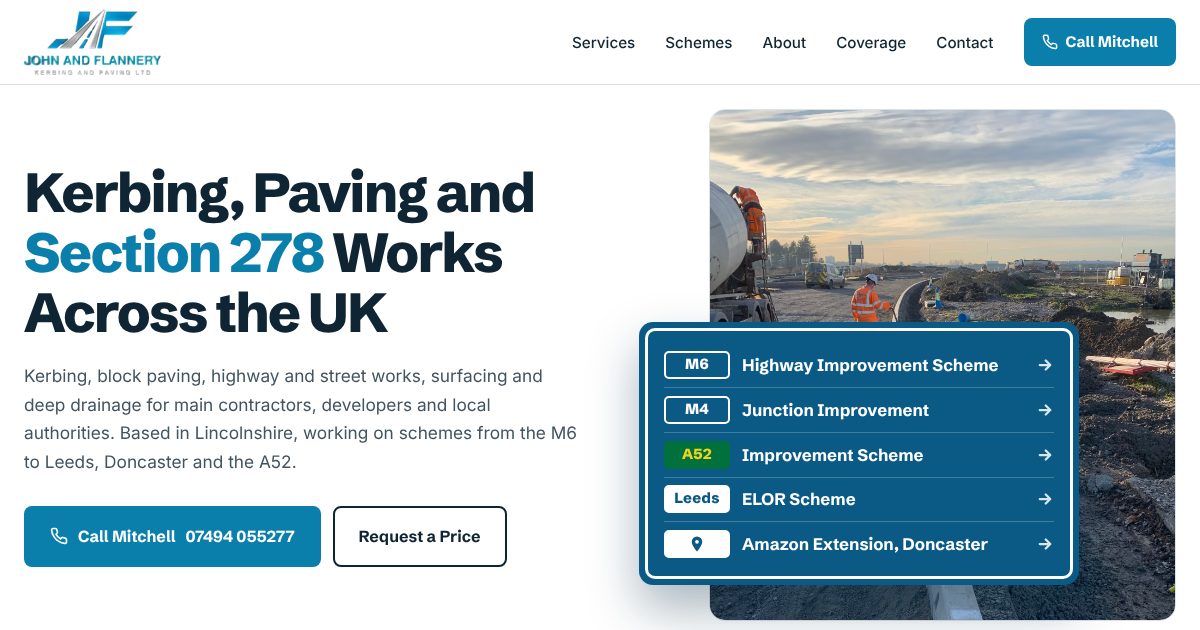 JF
JOHN AND FLANNERY
KERBING AND PAVING LTD
Services
Schemes
About
Coverage
Contact
Call Mitchell
Kerbing, Paving and
Section 278 Works
Across the UK
Kerbing, block paving, highway and street works, surfacing and
deep drainage for main contractors, developers and local
authorities. Based in Lincolnshire, working on schemes from the M6
to Leeds, Doncaster and the A52.
Call Mitchell 07494 055277
Request a Price
M6 Highway Improvement Scheme
M4 Junction Improvement
A52 Improvement Scheme
Leeds ELOR Scheme
Amazon Extension, Doncaster